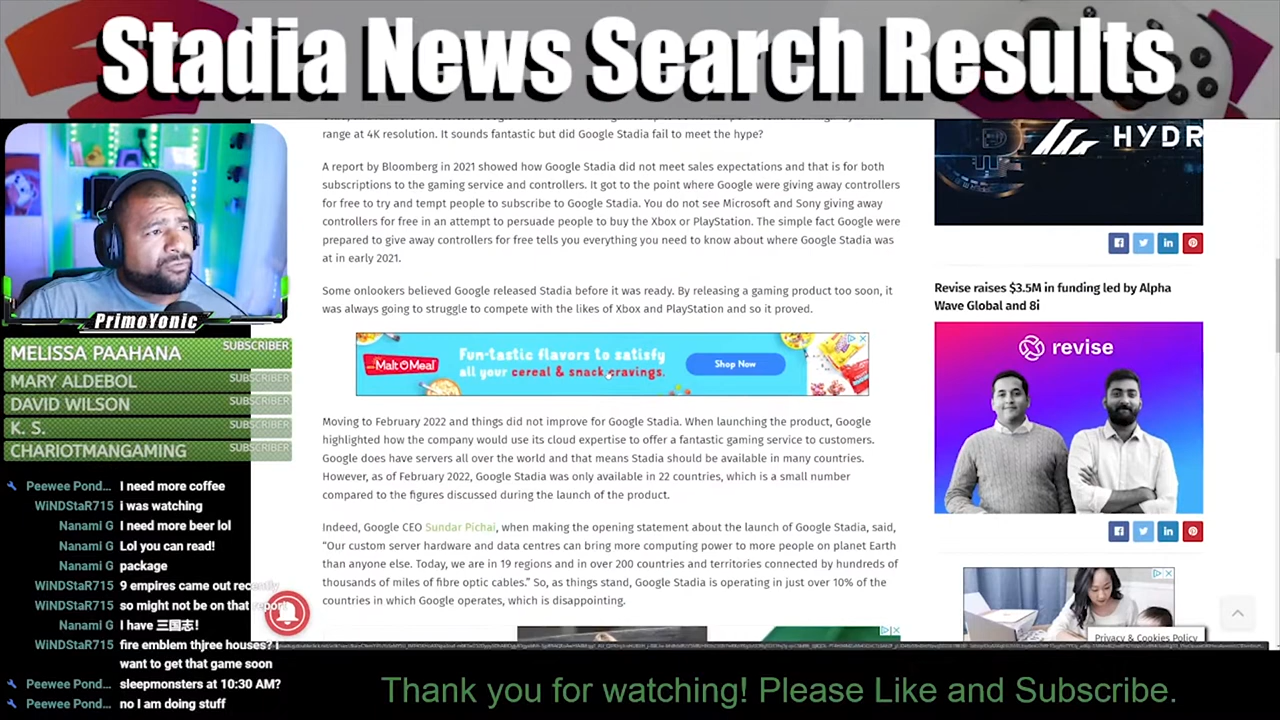 Stadia News Search Results
range at 4K resolution. It sounds fantastic but did Google Stadia fail to meet the hype?
A report by Bloomberg in 2021 showed how Google Stadia did not meet sales expectations and that is for both
subscriptions to the gaming service and controllers. It got to the point where Google were giving away controllers
for free to try and tempt people to subscribe to Google Stadia. You do not see Microsoft and Sony giving away
controllers for free in an attempt to persuade people to buy the Xbox or PlayStation. The simple fact Google were
prepared to give away controllers for free tells you everything you need to know about where Google Stadia was
at in early 2021.
Some onlookers believed Google released Stadia before it was ready. By releasing a gaming product too soon, it
was always going to struggle to compete with the likes of Xbox and PlayStation and so it proved.
Malt O Meal
Fun-tastic flavors to satisfy
all your cereal & snack cravings.
Shop Now
Moving to February 2022 and things did not improve for Google Stadia. When launching the product, Google
highlighted how the company would use its cloud expertise to offer a fantastic gaming service to customers.
Google does have servers all over the world and that means Stadia should be available in many countries.
However, as of February 2022, Google Stadia was only available in 22 countries, which is a small number
compared to the figures discussed during the launch of the product.
Indeed, Google CEO Sundar Pichai, when making the opening statement about the launch of Google Stadia, said,
“Our custom server hardware and data centres can bring more computing power to more people on planet Earth
than anyone else. Today, we are in 19 regions and in over 200 countries and territories connected by hundreds of
thousands of miles of fibre optic cables.” So, as things stand, Google Stadia is operating in just over 10% of the
countries in which Google operates, which is disappointing.
HYDR
Revise raises $3.5M in funding led by Alpha
Wave Global and 8i
revise
Privacy & Cookies Policy
PRIMOYONIC
MELISSA PAAHANA SUBSCRIBER
MARY ALDEBOL SUBSCRIBER
DAVID WILSON SUBSCRIBER
K. S. SUBSCRIBER
CHARIOTMANGAMING SUBSCRIBER
Peewee Pond... I need more coffee
WiNDStaR715 i was watching
Nanami G I need more beer lol
Nanami G Lol you can read!
Nanami G package
WiNDStaR715 9 empires came out recently
WiNDStaR715 so might not be on that report
Nanami G I have 三国志!
WiNDStaR715 fire emblem thjree houses? I
want to get that game soon
Peewee Pond... sleepmonsters at 10:30 AM?
Peewee Pond... no I am doing stuff
Thank you for watching! Please Like and Subscribe.